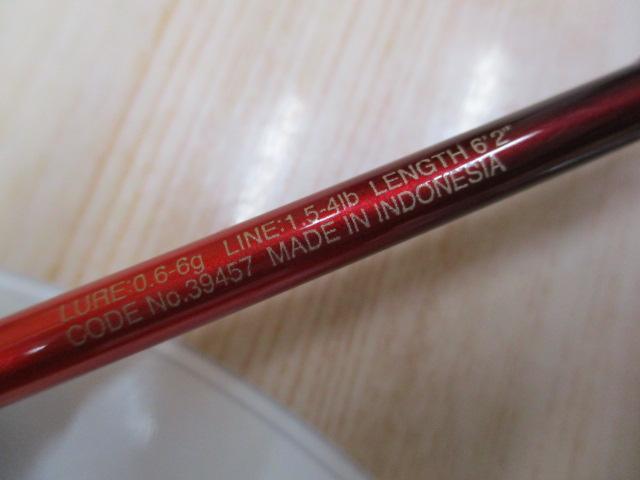 LURE:0.6-6g LINE:1.5-4lb LENGTH 6'2"
CODE No.39457 MADE IN INDONESIA